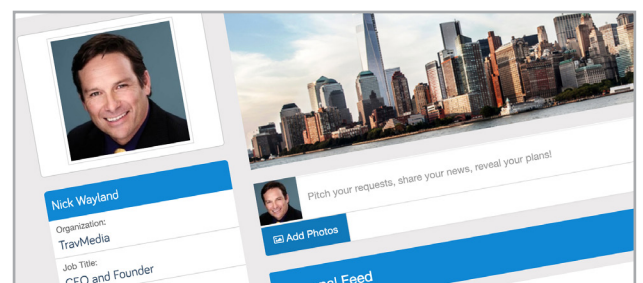 Nick Wayland
Organization:
TravMedia
Job Title:
CEO and Founder
Pitch your requests, share your news, reveal your plans!
Add Photos
Feed